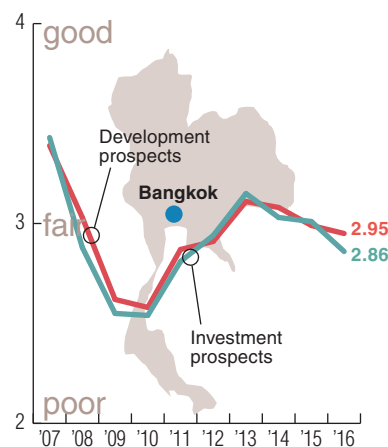 4
good
Development
prospects
Bangkok
3
fair
2.95
2.86
Investment
prospects
poor
2
'07 '08 '09 '10 '11 '12 '13 '14 '15 '16